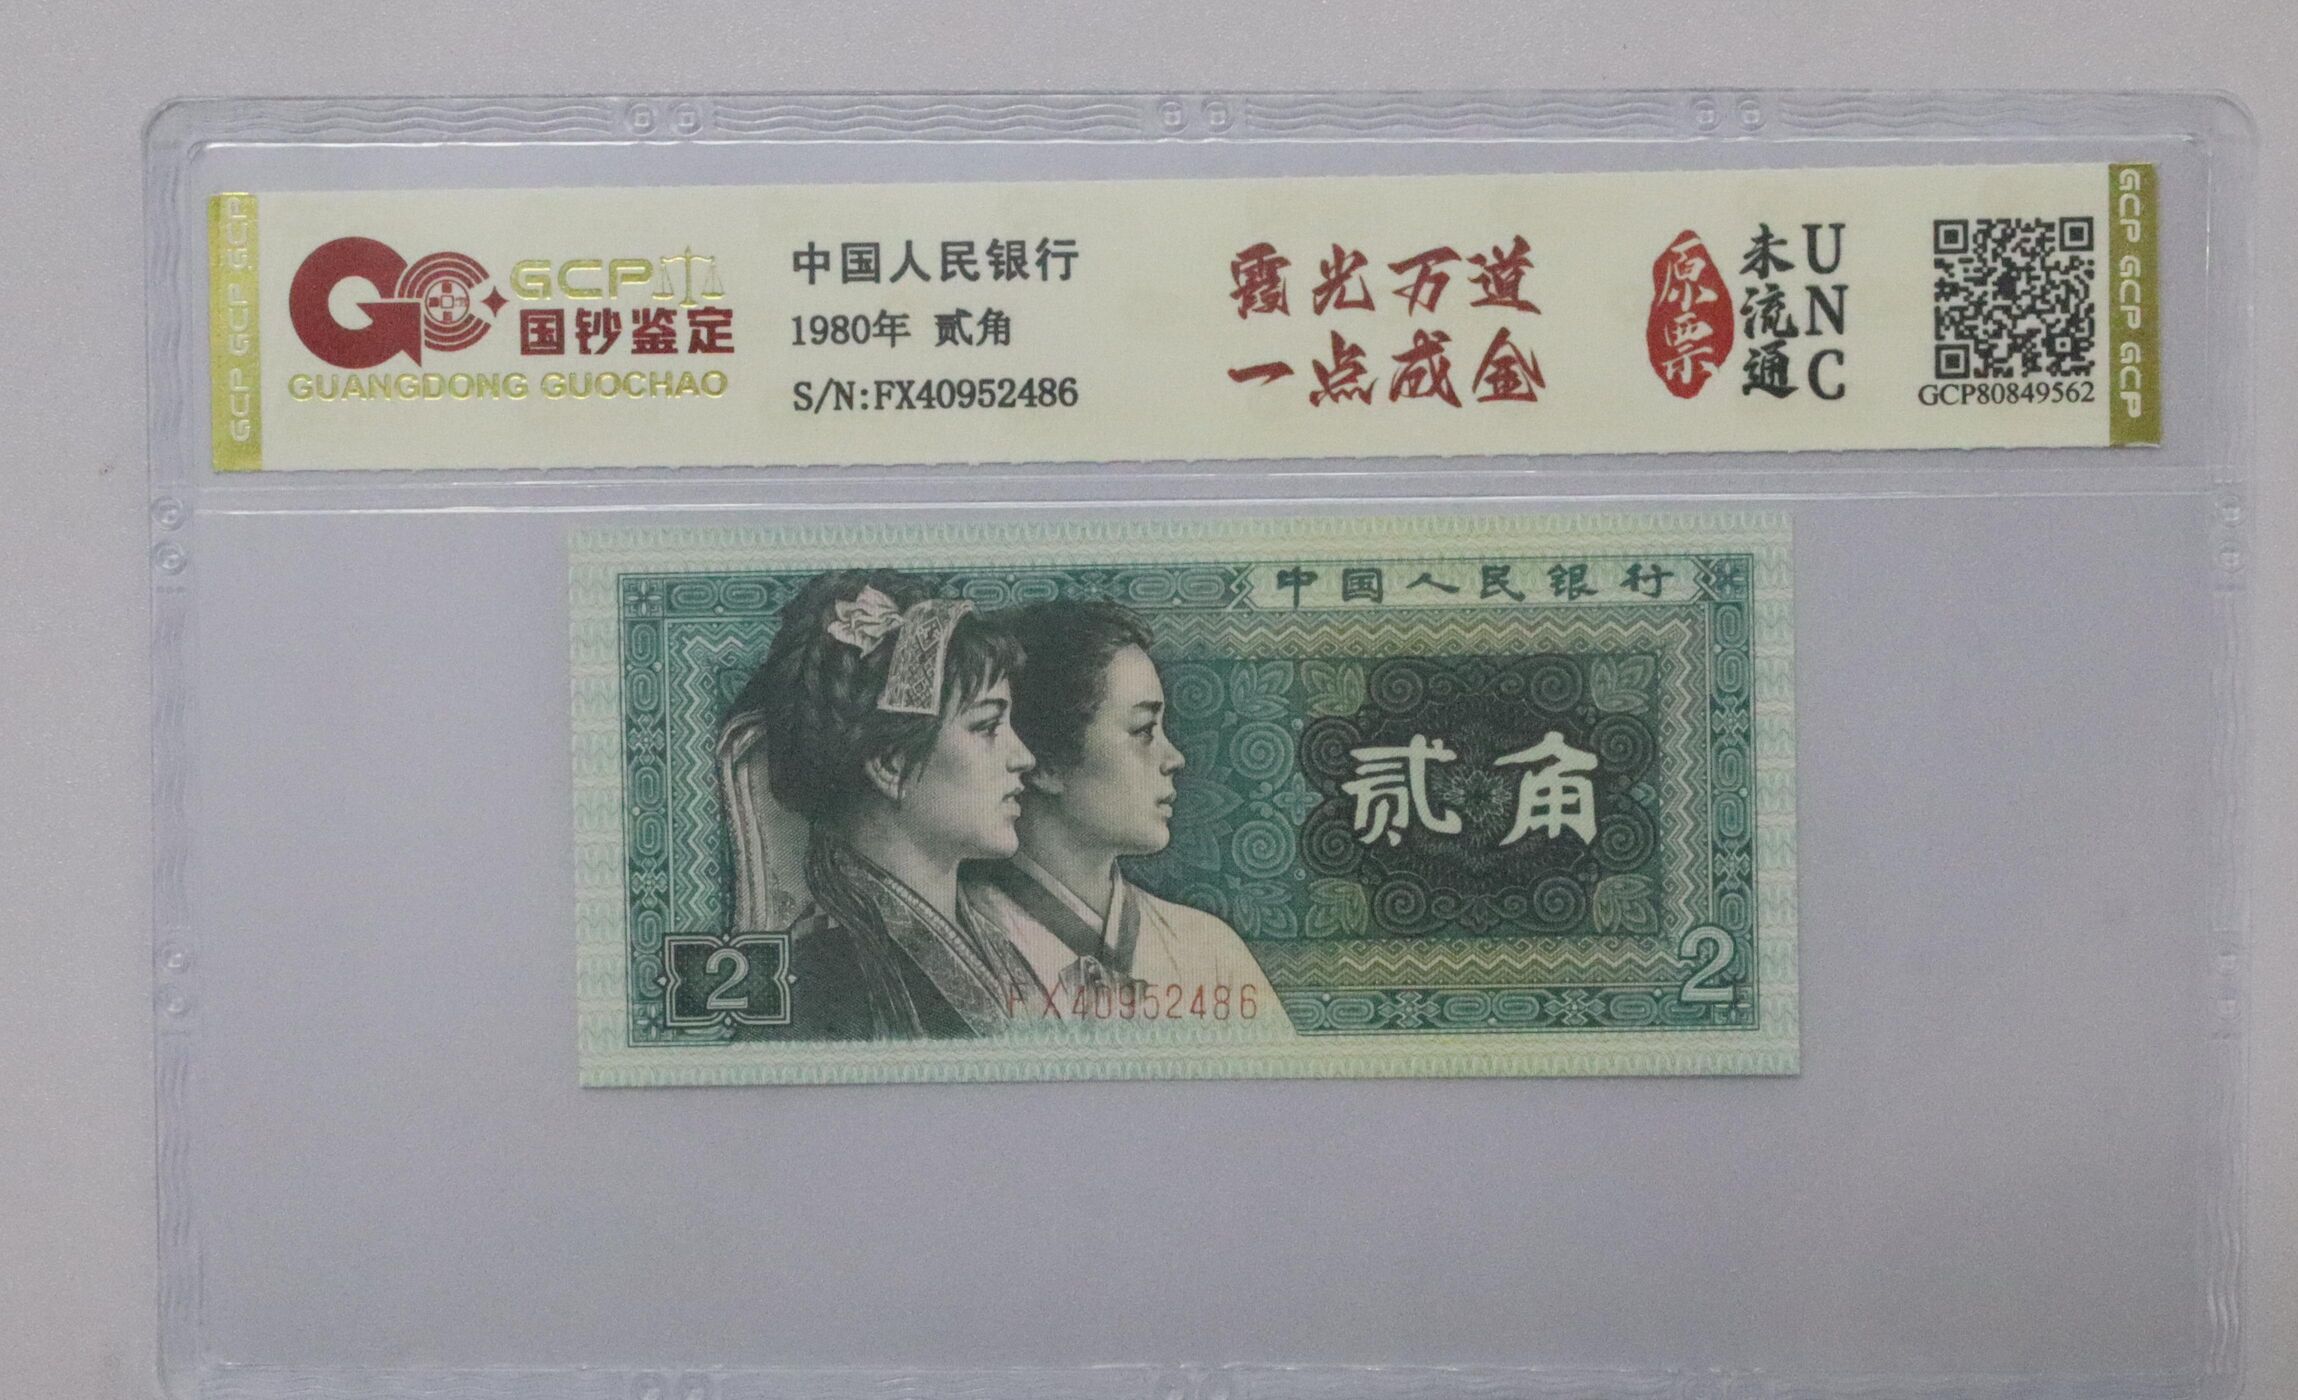 GCP GCP GCP
GCP
国钞鉴定
GUANGDONG GUOCHAO
中国人民银行
1980年 贰角
S/N:FX40952486
霞光万道
一点成金
原票
未流通
UNC
GCP80849562
GCP GCP GCP
中国人民银行
贰角
2
2
FX40952486